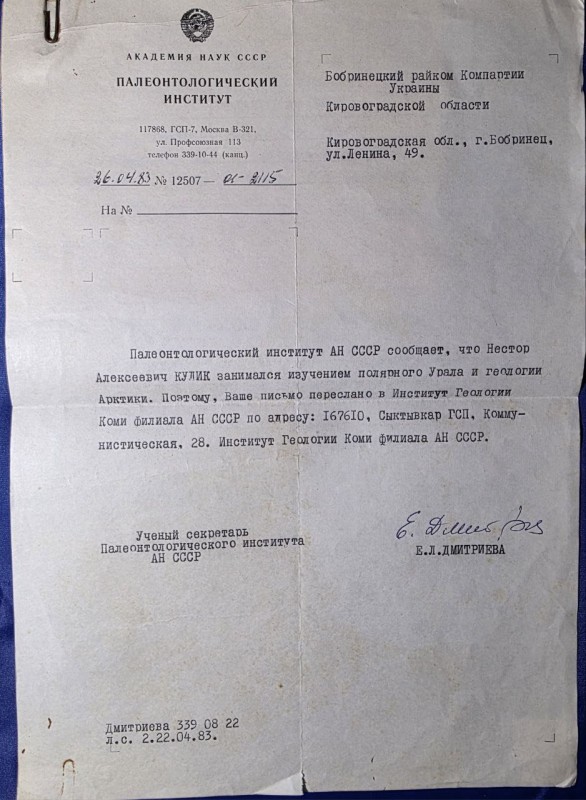 АКАДЕМИЯ НАУК СССР
ПАЛЕОНТОЛОГИЧЕСКИЙ
ИНСТИТУТ
117868, ГСП-7, Москва В-321,
ул. Профсоюзная 113
телефон 339-10-44 (канц.)
26.04.83 № 12507— 2115
На №
Бобринецкий райком Компартии
Украины
Кировоградской области
Кировоградская обл., г.Бобринец,
ул.Ленина, 49.
Палеонтологический институт АН СССР сообщает, что Нестор
Алексеевич КУЛИК занимался изучением полярного Урала и геологии
Арктики. Поэтому, Ваше письмо переслано в Институт Геологии
Коми филиала АН СССР по адресу: I676I0, Сыктывкар ГСП, Комму-
нистическая, 28. Институт Геологии Коми филиала АН СССР.
Ученый секретарь
Палеонтологического института
АН СССР
Е.Л.ДМИТРИЕВА
Дмитриева 339 08 22
л.с. 2.22.04.83.